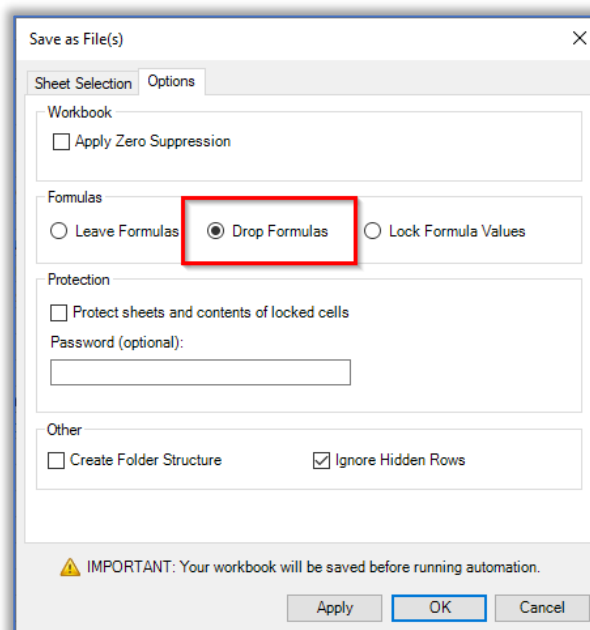 Save as File(s)
Sheet Selection Options
Workbook
Apply Zero Suppression
Formulas
Leave Formulas Drop Formulas Lock Formula Values
Protection
Protect sheets and contents of locked cells
Password (optional):
Other
Create Folder Structure Ignore Hidden Rows
IMPORTANT: Your workbook will be saved before running automation.
Apply OK Cancel